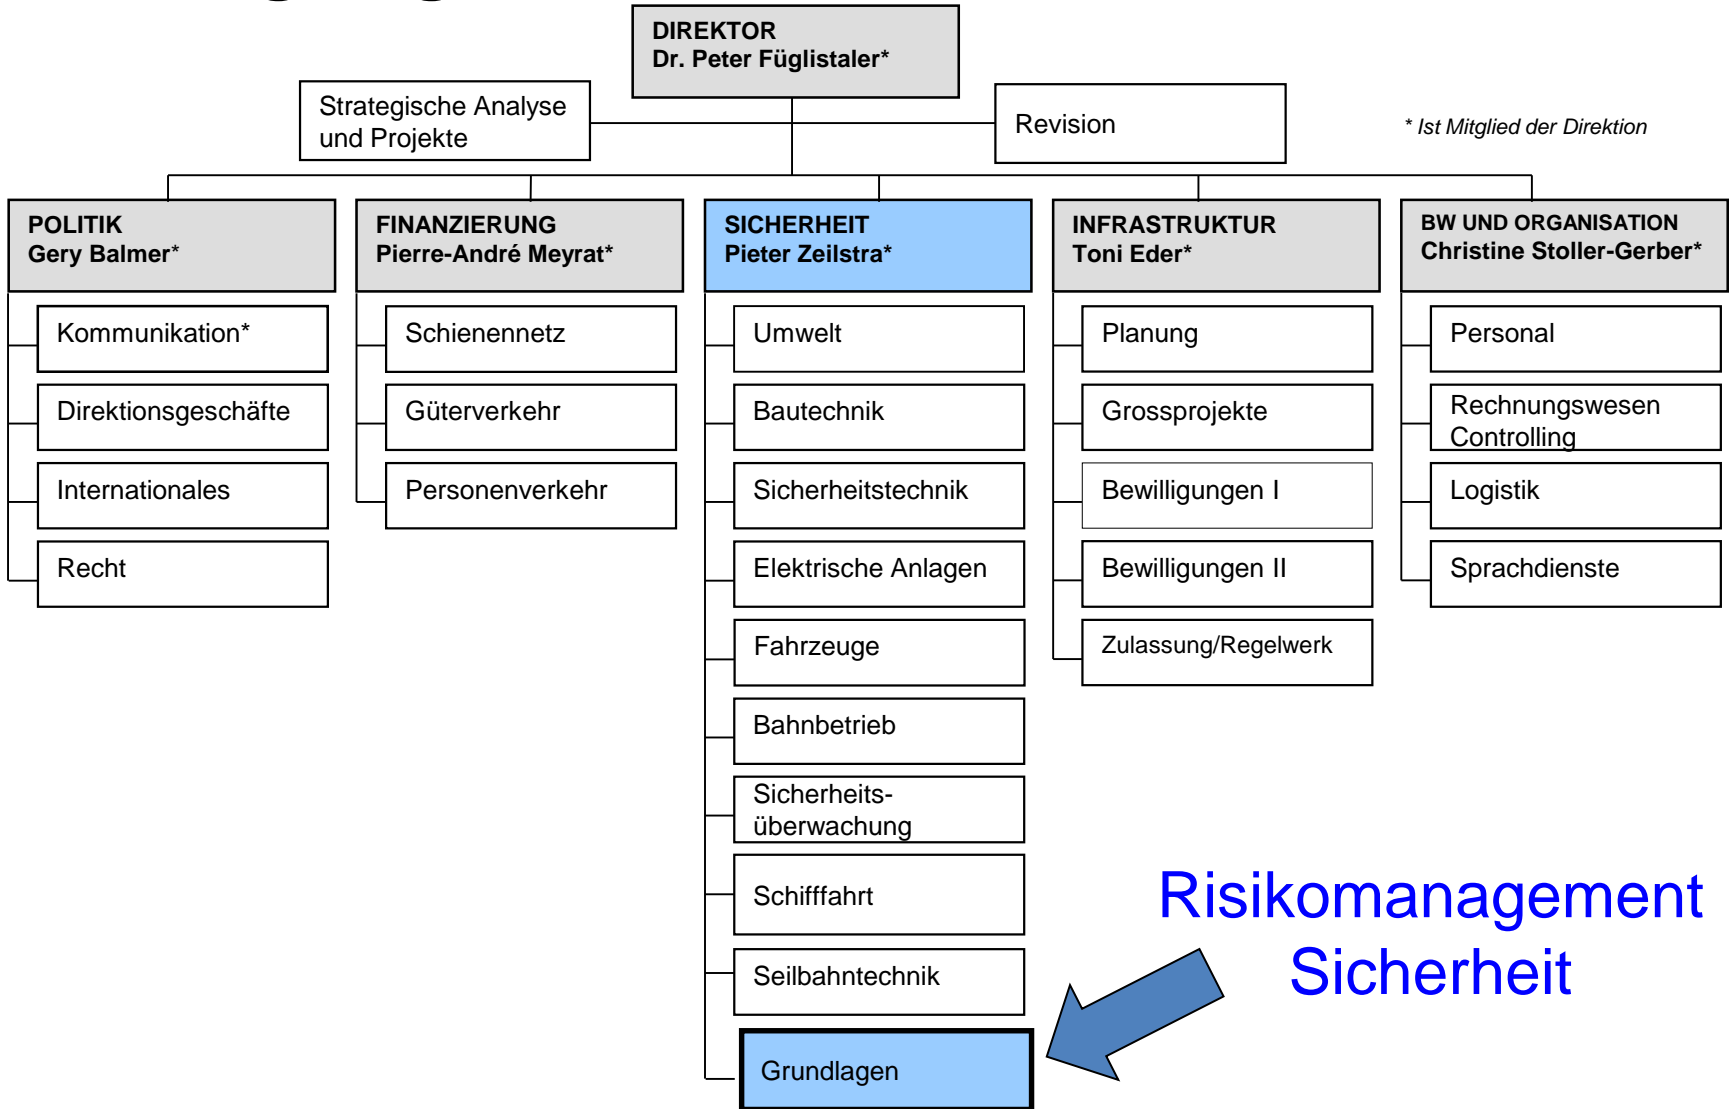 DIREKTOR
Dr. Peter Füglistaler*
Strategische Analyse
und Projekte
Revision
* Ist Mitglied der Direktion
POLITIK
Gery Balmer*
Kommunikation*
Direktionsgeschäfte
Internationales
Recht
FINANZIERUNG
Pierre-André Meyrat*
Schienennetz
Güterverkehr
Personenverkehr
SICHERHEIT
Pieter Zeilstra*
Umwelt
Bautechnik
Sicherheitstechnik
Elektrische Anlagen
Fahrzeuge
Bahnbetrieb
Sicherheits-
überwachung
Schifffahrt
Seilbahntechnik
Grundlagen
INFRASTRUKTUR
Toni Eder*
Planung
Grossprojekte
Bewilligungen I
Bewilligungen II
Zulassung/Regelwerk
BW UND ORGANISATION
Christine Stoller-Gerber*
Personal
Rechnungswesen
Controlling
Logistik
Sprachdienste
Risikomanagement
Sicherheit